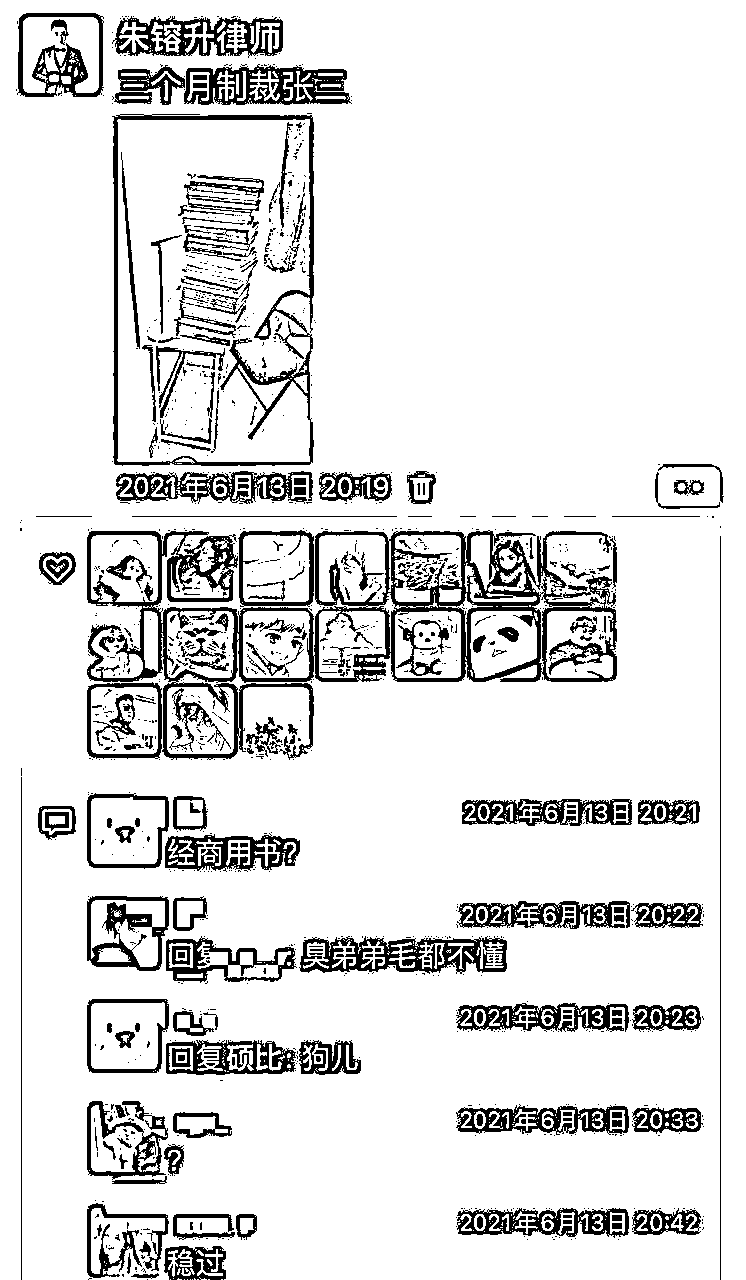 朱镕升律师
三个月制裁张三
2021年6月13日 20:19
2021年6月13日 20:21
经商用书?
2021年6月13日 20:22
回复 : 臭弟弟毛都不懂
2021年6月13日 20:23
回复硕比: 狗儿
2021年6月13日 20:33
?
2021年6月13日 20:42
稳过